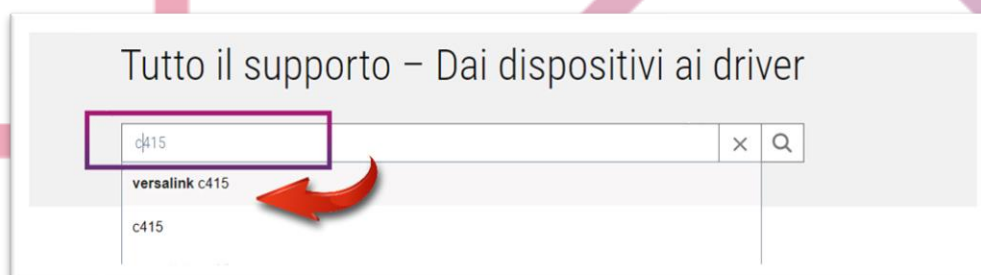 Tutto il supporto – Dai dispositivi ai driver
c415
versalink c415
c415